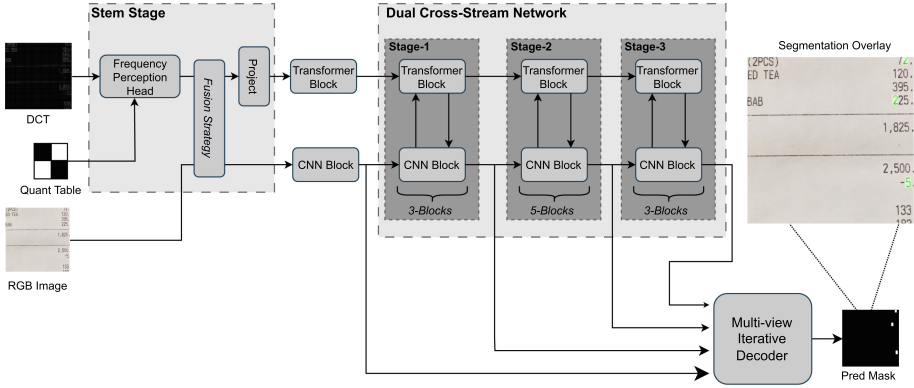 Stem Stage
Dual Cross-Stream Network
Segmentation Overlay
Stage-1
Stage-2
Stage-3
Frequency
Perception
Head
Fusion Strategy
Project
Transformer
Block
Transformer
Block
Transformer
Block
Transformer
Block
DCT
Quant Table
CNN Block
CNN Block
CNN Block
CNN Block
3-Blocks
5-Blocks
3-Blocks
RGB Image
(2PCS)
72.
ED TEA
120.
395.
BAB
225.
1,825.
2,500.
-5.
133
Multi-view
Iterative
Decoder
Pred Mask